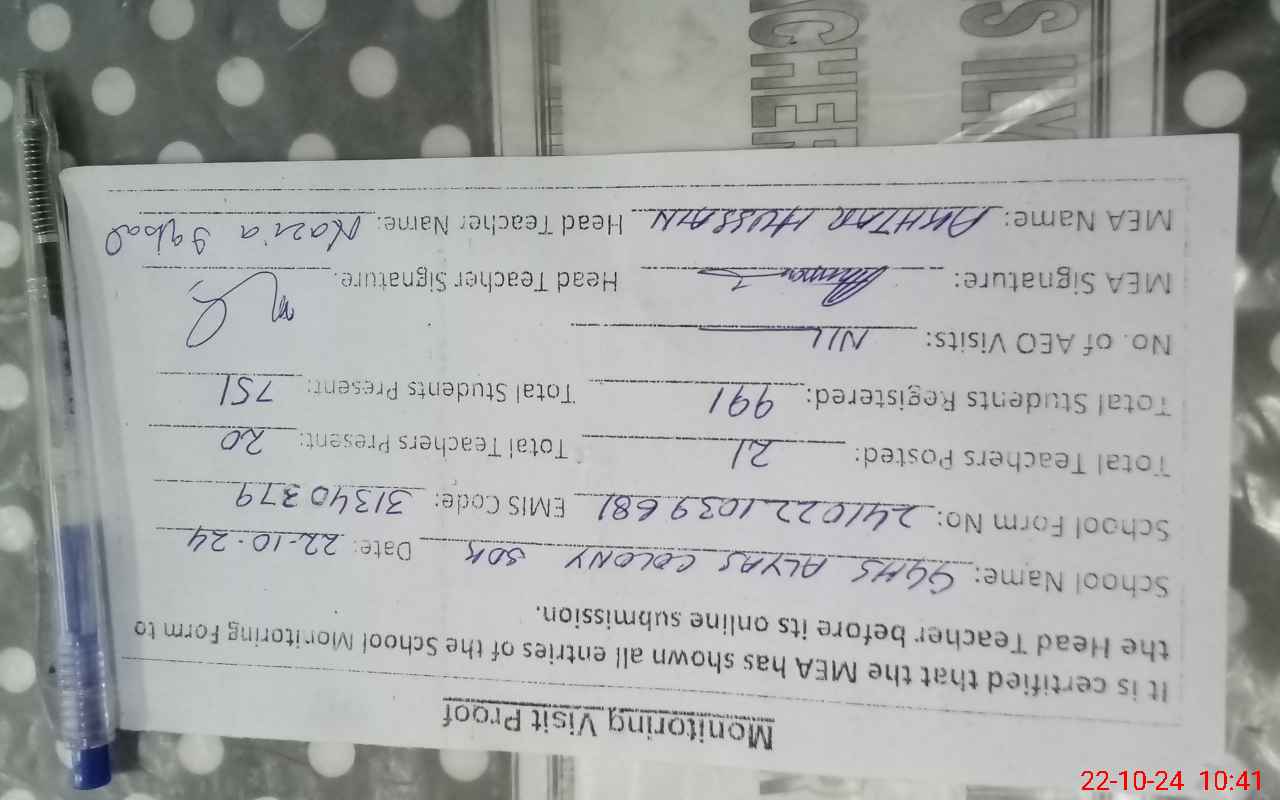 Monitoring Visit Proof
It is certified that the MEA has shown all entries of the School Monitoring Form to
the Head Teacher before its online submission.
School Name: GGHS ALYAS COLONY SDK Date: 22-10-24
School Form No: 2410221039681 EMIS Code: 31340379
Total Teachers Posted: 21 Total Teachers Present: 20
Total Students Registered: 991 Total Students Present: 751
No. of AEO Visits: NIL
MEA Signature: Head Teacher Signature:
MEA Name: AKHTAR HUSSAIN Head Teacher Name: Nazia Iqbal
22-10-24 10:41